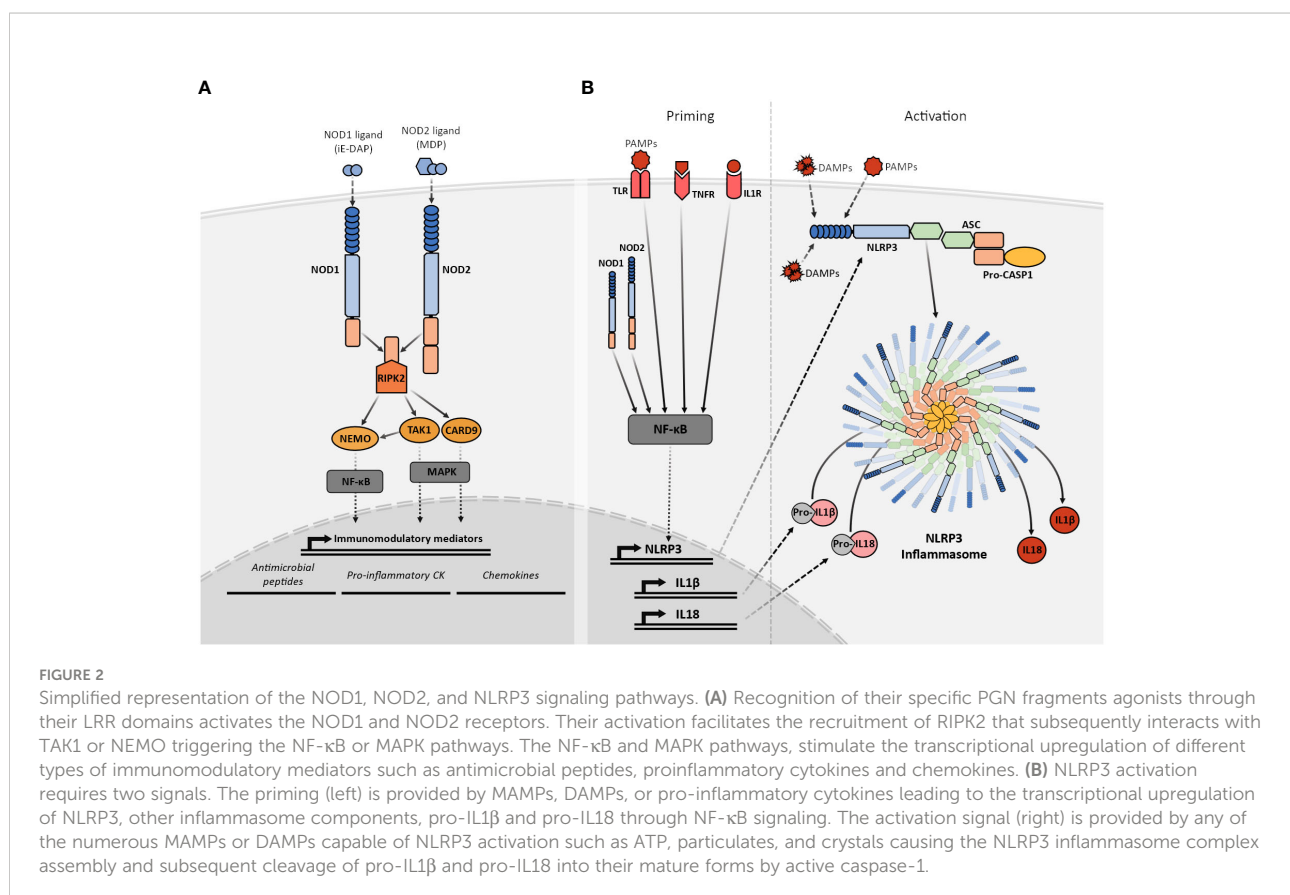 A
B
Priming
Activation
NOD1 ligand
(iE-DAP)
NOD2 ligand
(MDP)
PAMPs
DAMPs
PAMPs
TLR
TNFR
IL1R
NOD1
NOD2
NOD1
NOD2
ASC
NLRP3
Pro-CASP1
DAMPs
RIPK2
NEMO
TAK1
CARD9
NF-κB
MAPK
NF-κB
Immunomodulatory mediators
Antimicrobial
peptides
Pro-inflammatory CK
Chemokines
NLRP3
IL1β
IL18
Pro-IL1β
Pro-IL18
NLRP3
Inflammasome
IL1β
IL18
FIGURE 2
Simplified representation of the NOD1, NOD2, and NLRP3 signaling pathways. (A) Recognition of their specific PGN fragments agonists through
their LRR domains activates the NOD1 and NOD2 receptors. Their activation facilitates the recruitment of RIPK2 that subsequently interacts with
TAK1 or NEMO triggering the NF-κB or MAPK pathways. The NF-κB and MAPK pathways, stimulate the transcriptional upregulation of different
types of immunomodulatory mediators such as antimicrobial peptides, proinflammatory cytokines and chemokines. (B) NLRP3 activation
requires two signals. The priming (left) is provided by MAMPs, DAMPs, or pro-inflammatory cytokines leading to the transcriptional upregulation
of NLRP3, other inflammasome components, pro-IL1β and pro-IL18 through NF-κB signaling. The activation signal (right) is provided by any of
the numerous MAMPs or DAMPs capable of NLRP3 activation such as ATP, particulates, and crystals causing the NLRP3 inflammasome complex
assembly and subsequent cleavage of pro-IL1β and pro-IL18 into their mature forms by active caspase-1.